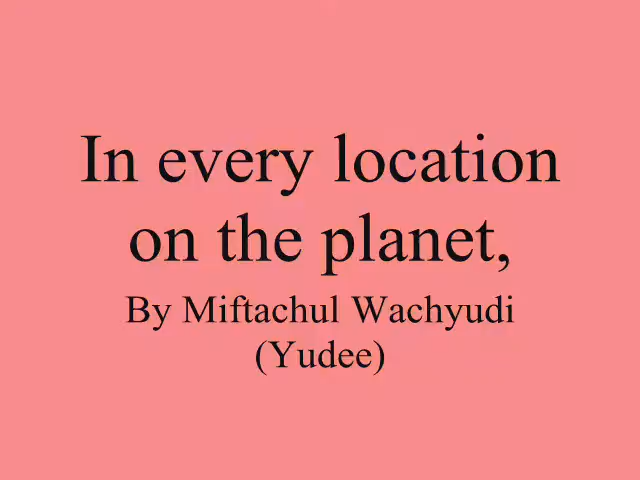 In every location
on the planet,
By Miftachul Wachyudi
(Yudee)